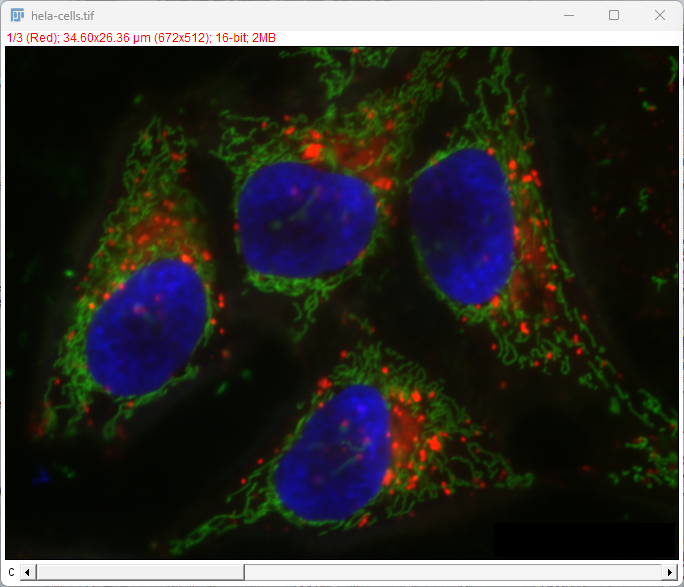 hela-cells.tif
1/3 (Red); 34.60x26.36 µm (672x512); 16-bit; 2MB
C